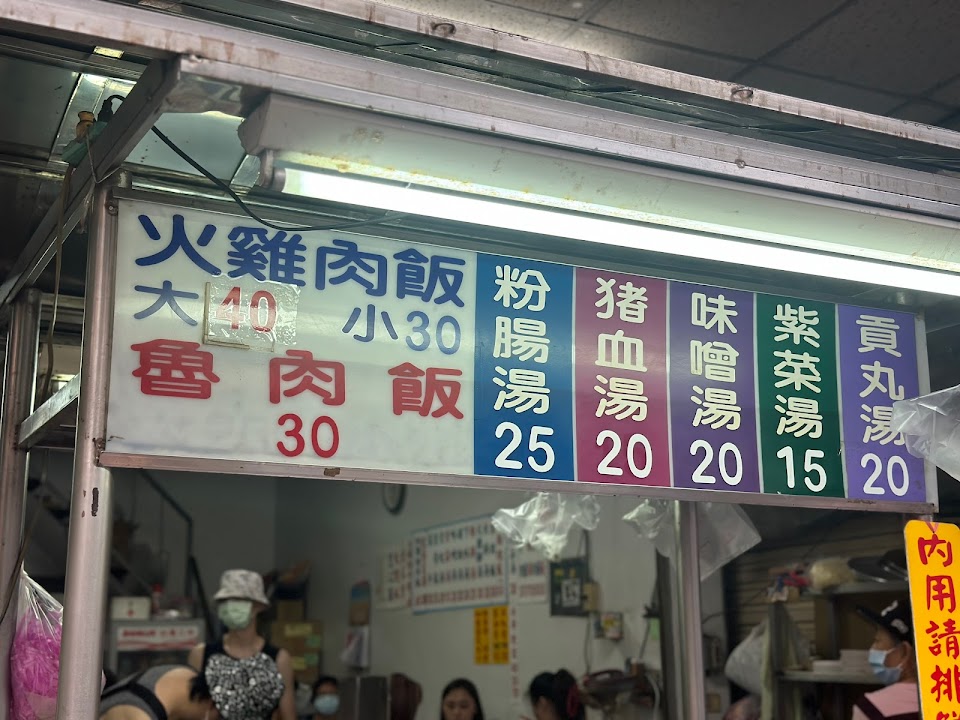 火雞肉飯
大 40 小 30
魯肉飯
30
粉腸湯
25
猪血湯
20
味噌湯
20
紫菜湯
15
貢丸湯
20
內用請排